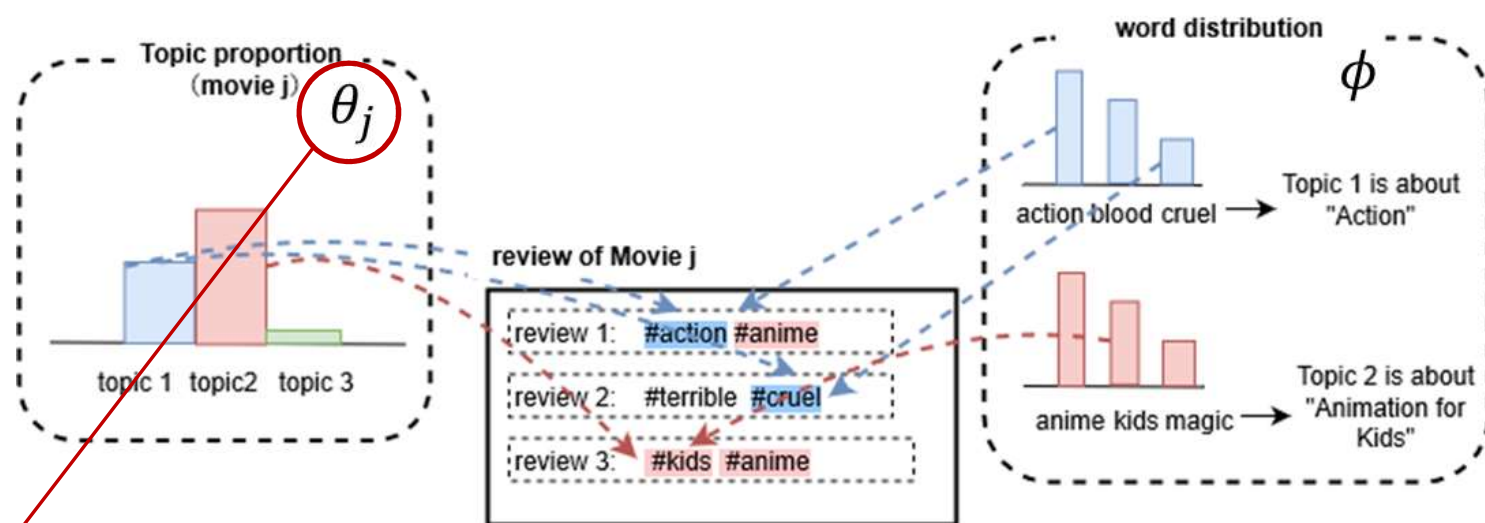 Topic proportion
(movie j)
θj
topic 1 topic2 topic 3
review of Movie j
review 1: #action #anime
review 2: #terrible #cruel
review 3: #kids #anime
word distribution
ϕ
action blood cruel
Topic 1 is about
"Action"
anime kids magic
Topic 2 is about
"Animation for
Kids"